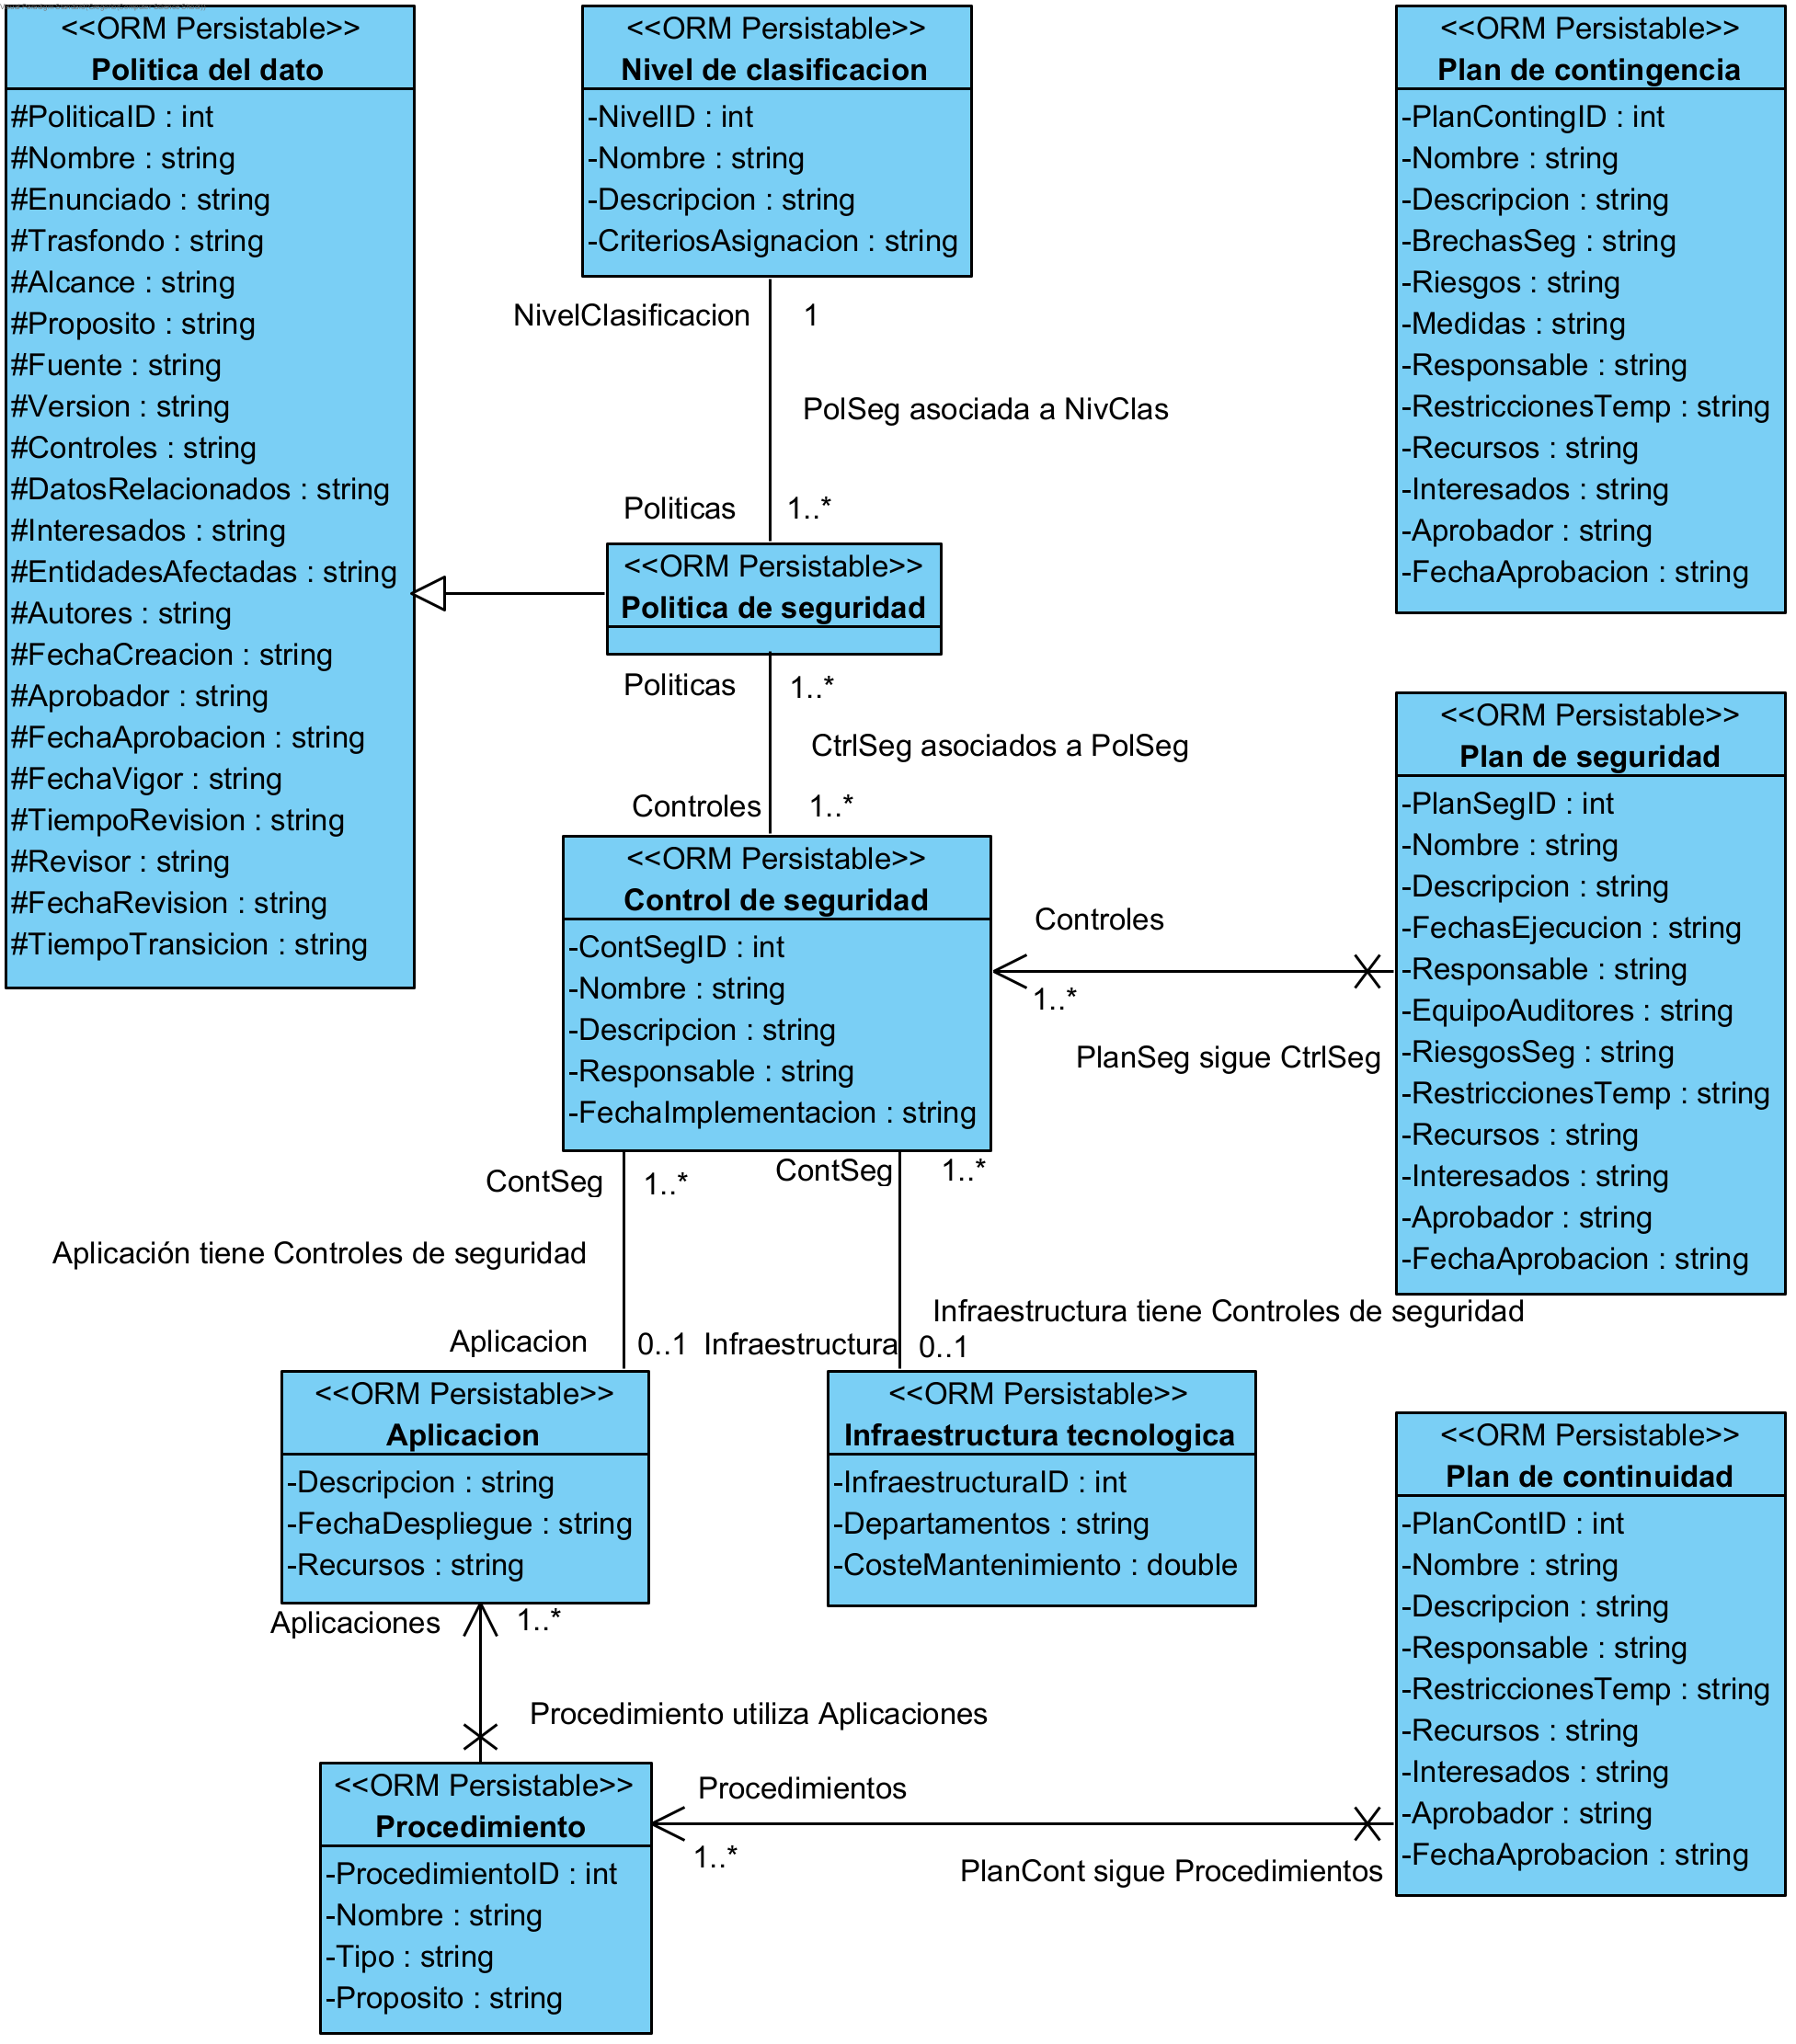 <<ORM Persistable>>
Politica del dato
#PoliticaID : int
#Nombre : string
#Enunciado : string
#Trasfondo : string
#Alcance : string
#Proposito : string
#Fuente : string
#Version : string
#Controles : string
#DatosRelacionados : string
#Interesados : string
#EntidadesAfectadas : string
#Autores : string
#FechaCreacion : string
#Aprobador : string
#FechaAprobacion : string
#FechaVigor : string
#TiempoRevision : string
#Revisor : string
#FechaRevision : string
#TiempoTransicion : string
<<ORM Persistable>>
Nivel de clasificacion
-NivelID : int
-Nombre : string
-Descripcion : string
-CriteriosAsignacion : string
NivelClasificacion 1
PolSeg asociada a NivClas
Politicas 1..*
<<ORM Persistable>>
Politica de seguridad
Politicas 1..*
CtrlSeg asociados a PolSeg
Controles 1..*
<<ORM Persistable>>
Control de seguridad
-ContSegID : int
-Nombre : string
-Descripcion : string
-Responsable : string
-FechaImplementacion : string
Controles
1..*
PlanSeg sigue CtrlSeg
ContSeg 1..* ContSeg 1..*
Aplicación tiene Controles de seguridad
Infraestructura tiene Controles de seguridad
Aplicacion 0..1 Infraestructura 0..1
<<ORM Persistable>>
Aplicacion
-Descripcion : string
-FechaDespliegue : string
-Recursos : string
<<ORM Persistable>>
Infraestructura tecnologica
-InfraestructuraID : int
-Departamentos : string
-CosteMantenimiento : double
Aplicaciones 1..*
Procedimiento utiliza Aplicaciones
<<ORM Persistable>>
Procedimiento
-ProcedimientoID : int
-Nombre : string
-Tipo : string
-Proposito : string
Procedimientos
1..*
PlanCont sigue Procedimientos
<<ORM Persistable>>
Plan de contingencia
-PlanContingID : int
-Nombre : string
-Descripcion : string
-BrechasSeg : string
-Riesgos : string
-Medidas : string
-Responsable : string
-RestriccionesTemp : string
-Recursos : string
-Interesados : string
-Aprobador : string
-FechaAprobacion : string
<<ORM Persistable>>
Plan de seguridad
-PlanSegID : int
-Nombre : string
-Descripcion : string
-FechasEjecucion : string
-Responsable : string
-EquipoAuditores : string
-RiesgosSeg : string
-RestriccionesTemp : string
-Recursos : string
-Interesados : string
-Aprobador : string
-FechaAprobacion : string
<<ORM Persistable>>
Plan de continuidad
-PlanContID : int
-Nombre : string
-Descripcion : string
-Responsable : string
-RestriccionesTemp : string
-Recursos : string
-Interesados : string
-Aprobador : string
-FechaAprobacion : string